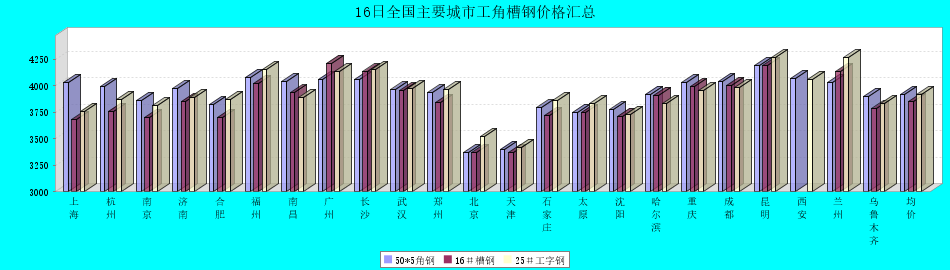 16日全国主要城市工角槽钢价格汇总
4250
4000
3750
3500
3250
3000
上海 杭州 南京 济南 合肥 福州 南昌 广州 长沙 武汉 郑州 北京 天津 石家庄 太原 沈阳 哈尔滨 重庆 成都 昆明 西安 兰州 乌鲁木齐 均价
50*5角钢 16#槽钢 25#工字钢